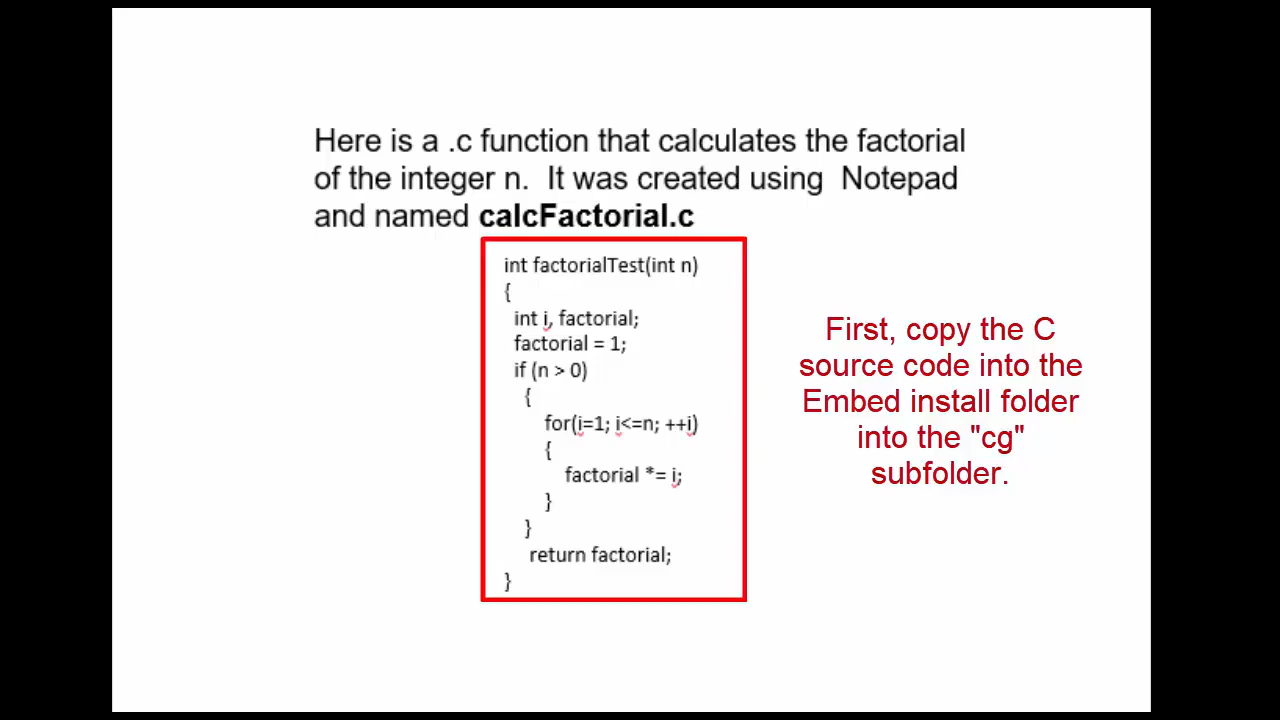 Here is a .c function that calculates the factorial
of the integer n.  It was created using  Notepad
and named calcFactorial.c
int factorialTest(int n)
{
int i, factorial;
factorial = 1;
if (n > 0)
{
for(i=1; i<=n; ++i)
{
factorial *= i;
}
}
return factorial;
}
First, copy the C
source code into the
Embed install folder
into the "cg"
subfolder.